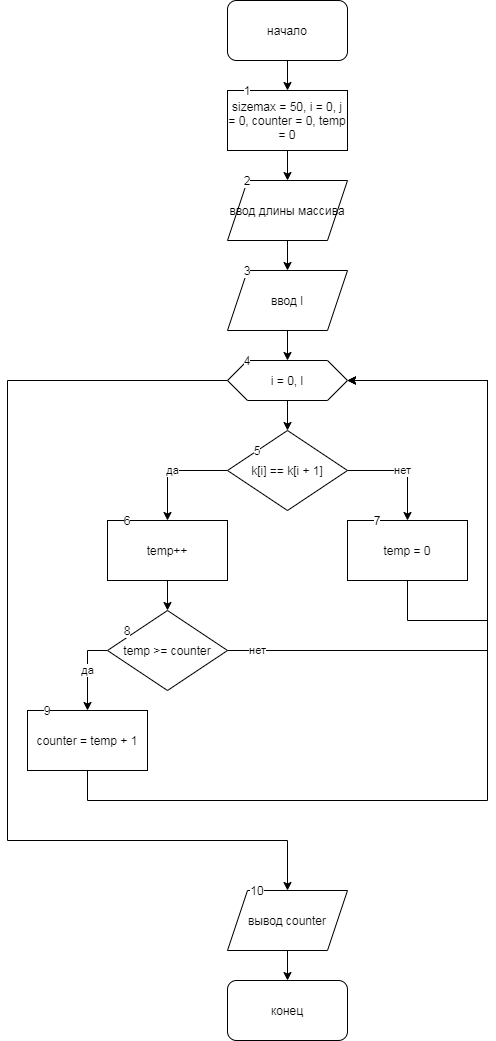 начало
1
sizemax = 50, i = 0, j
= 0, counter = 0, temp
= 0
2
ввод длины массива
3
ввод l
4
i = 0, l
5
k[i] == k[i + 1]
да
нет
6
temp++
7
temp = 0
8
temp >= counter
нет
да
9
counter = temp + 1
10
вывод counter
конец